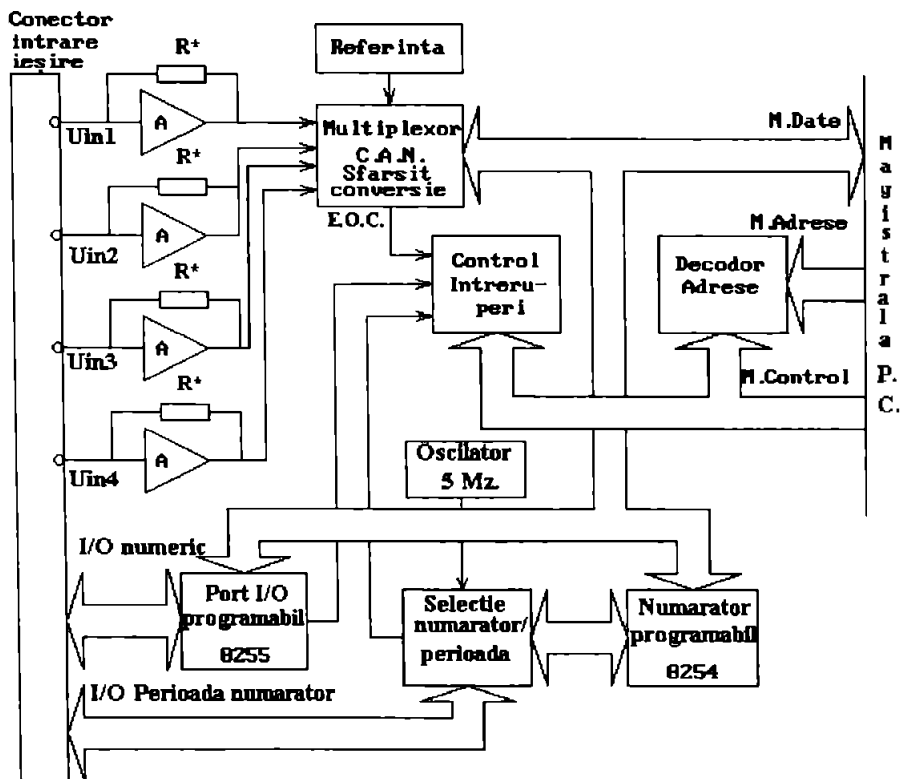 Conector
intrare
iesire
R*
Referinta
A
Uin1
Multiplexor
C.A.N.
Sfarsit
conversie
E.O.C.
M.Date
Magistrala
P.C.
R*
A
Uin2
M.Adrese
Control
Intreru-
peri
Decodor
Adrese
R*
A
Uin3
M.Control
R*
A
Uin4
Oscilator
5 Mz.
I/O numeric
Port I/O
programabil
8255
Selectie
numarator/
perioada
Numarator
programabil
8254
I/O Perioada numarator